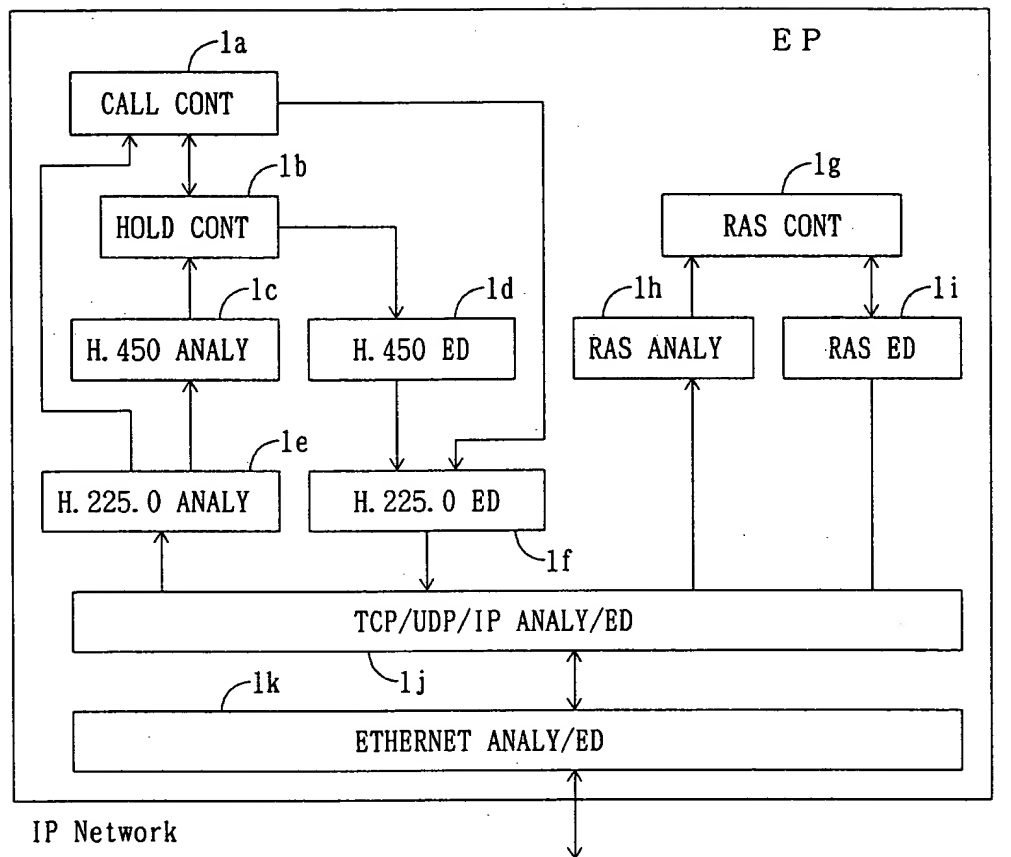 EP
1a
CALL CONT
1b
HOLD CONT
1g
RAS CONT
1c
H.450 ANALY
1d
H.450 ED
1h
RAS ANALY
1i
RAS ED
1e
H.225.0 ANALY
H.225.0 ED
1f
TCP/UDP/IP ANALY/ED
1j
1k
ETHERNET ANALY/ED
IP Network